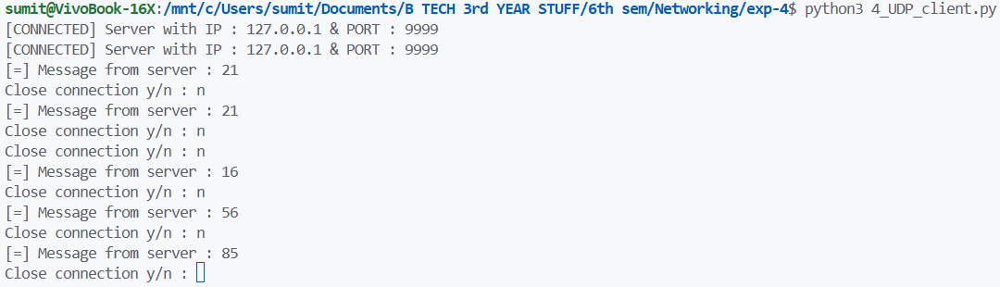 sumit@VivoBook-16X:/mnt/c/Users/sumit/Documents/B TECH 3rd YEAR STUFF/6th sem/Networking/exp-4$ python3 4_UDP_client.py
[CONNECTED] Server with IP : 127.0.0.1 & PORT : 9999
[CONNECTED] Server with IP : 127.0.0.1 & PORT : 9999
[=] Message from server : 21
Close connection y/n : n
[=] Message from server : 21
Close connection y/n : n
Close connection y/n : n
[=] Message from server : 16
Close connection y/n : n
[=] Message from server : 56
Close connection y/n : n
[=] Message from server : 85
Close connection y/n :